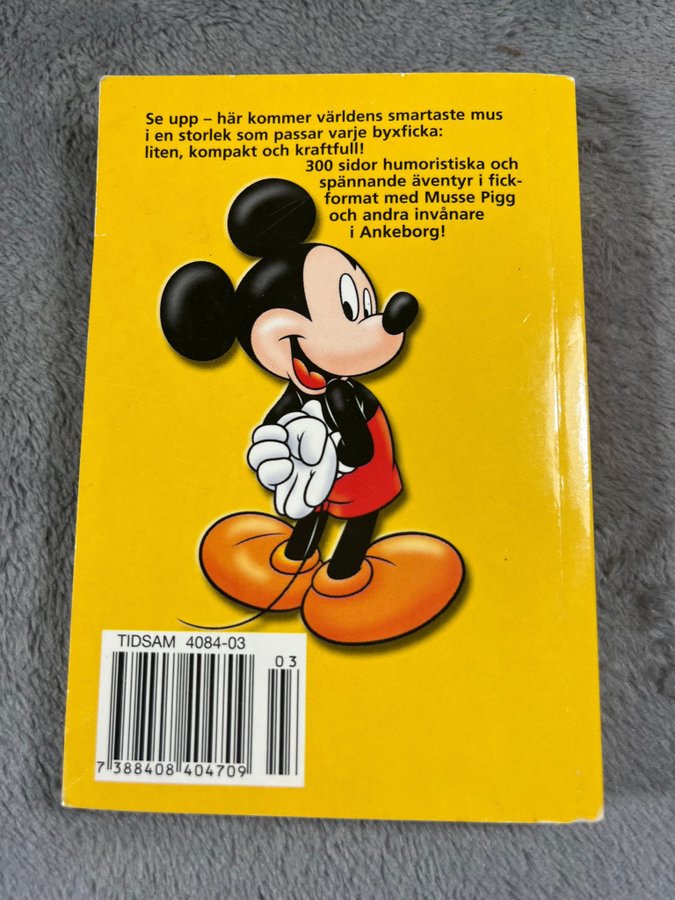 Se upp – här kommer världens smartaste mus
i en storlek som passar varje byxficka:
liten, kompakt och kraftfull!
300 sidor humoristiska och
spännande äventyr i fick-
format med Musse Pigg
och andra invånare
i Ankeborg!
TIDSAM 4084-03
03
7 388408 404709